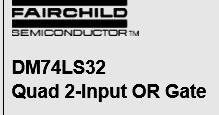 FAIRCHILD
SEMICONDUCTOR™
DM74LS32
Quad 2-Input OR Gate